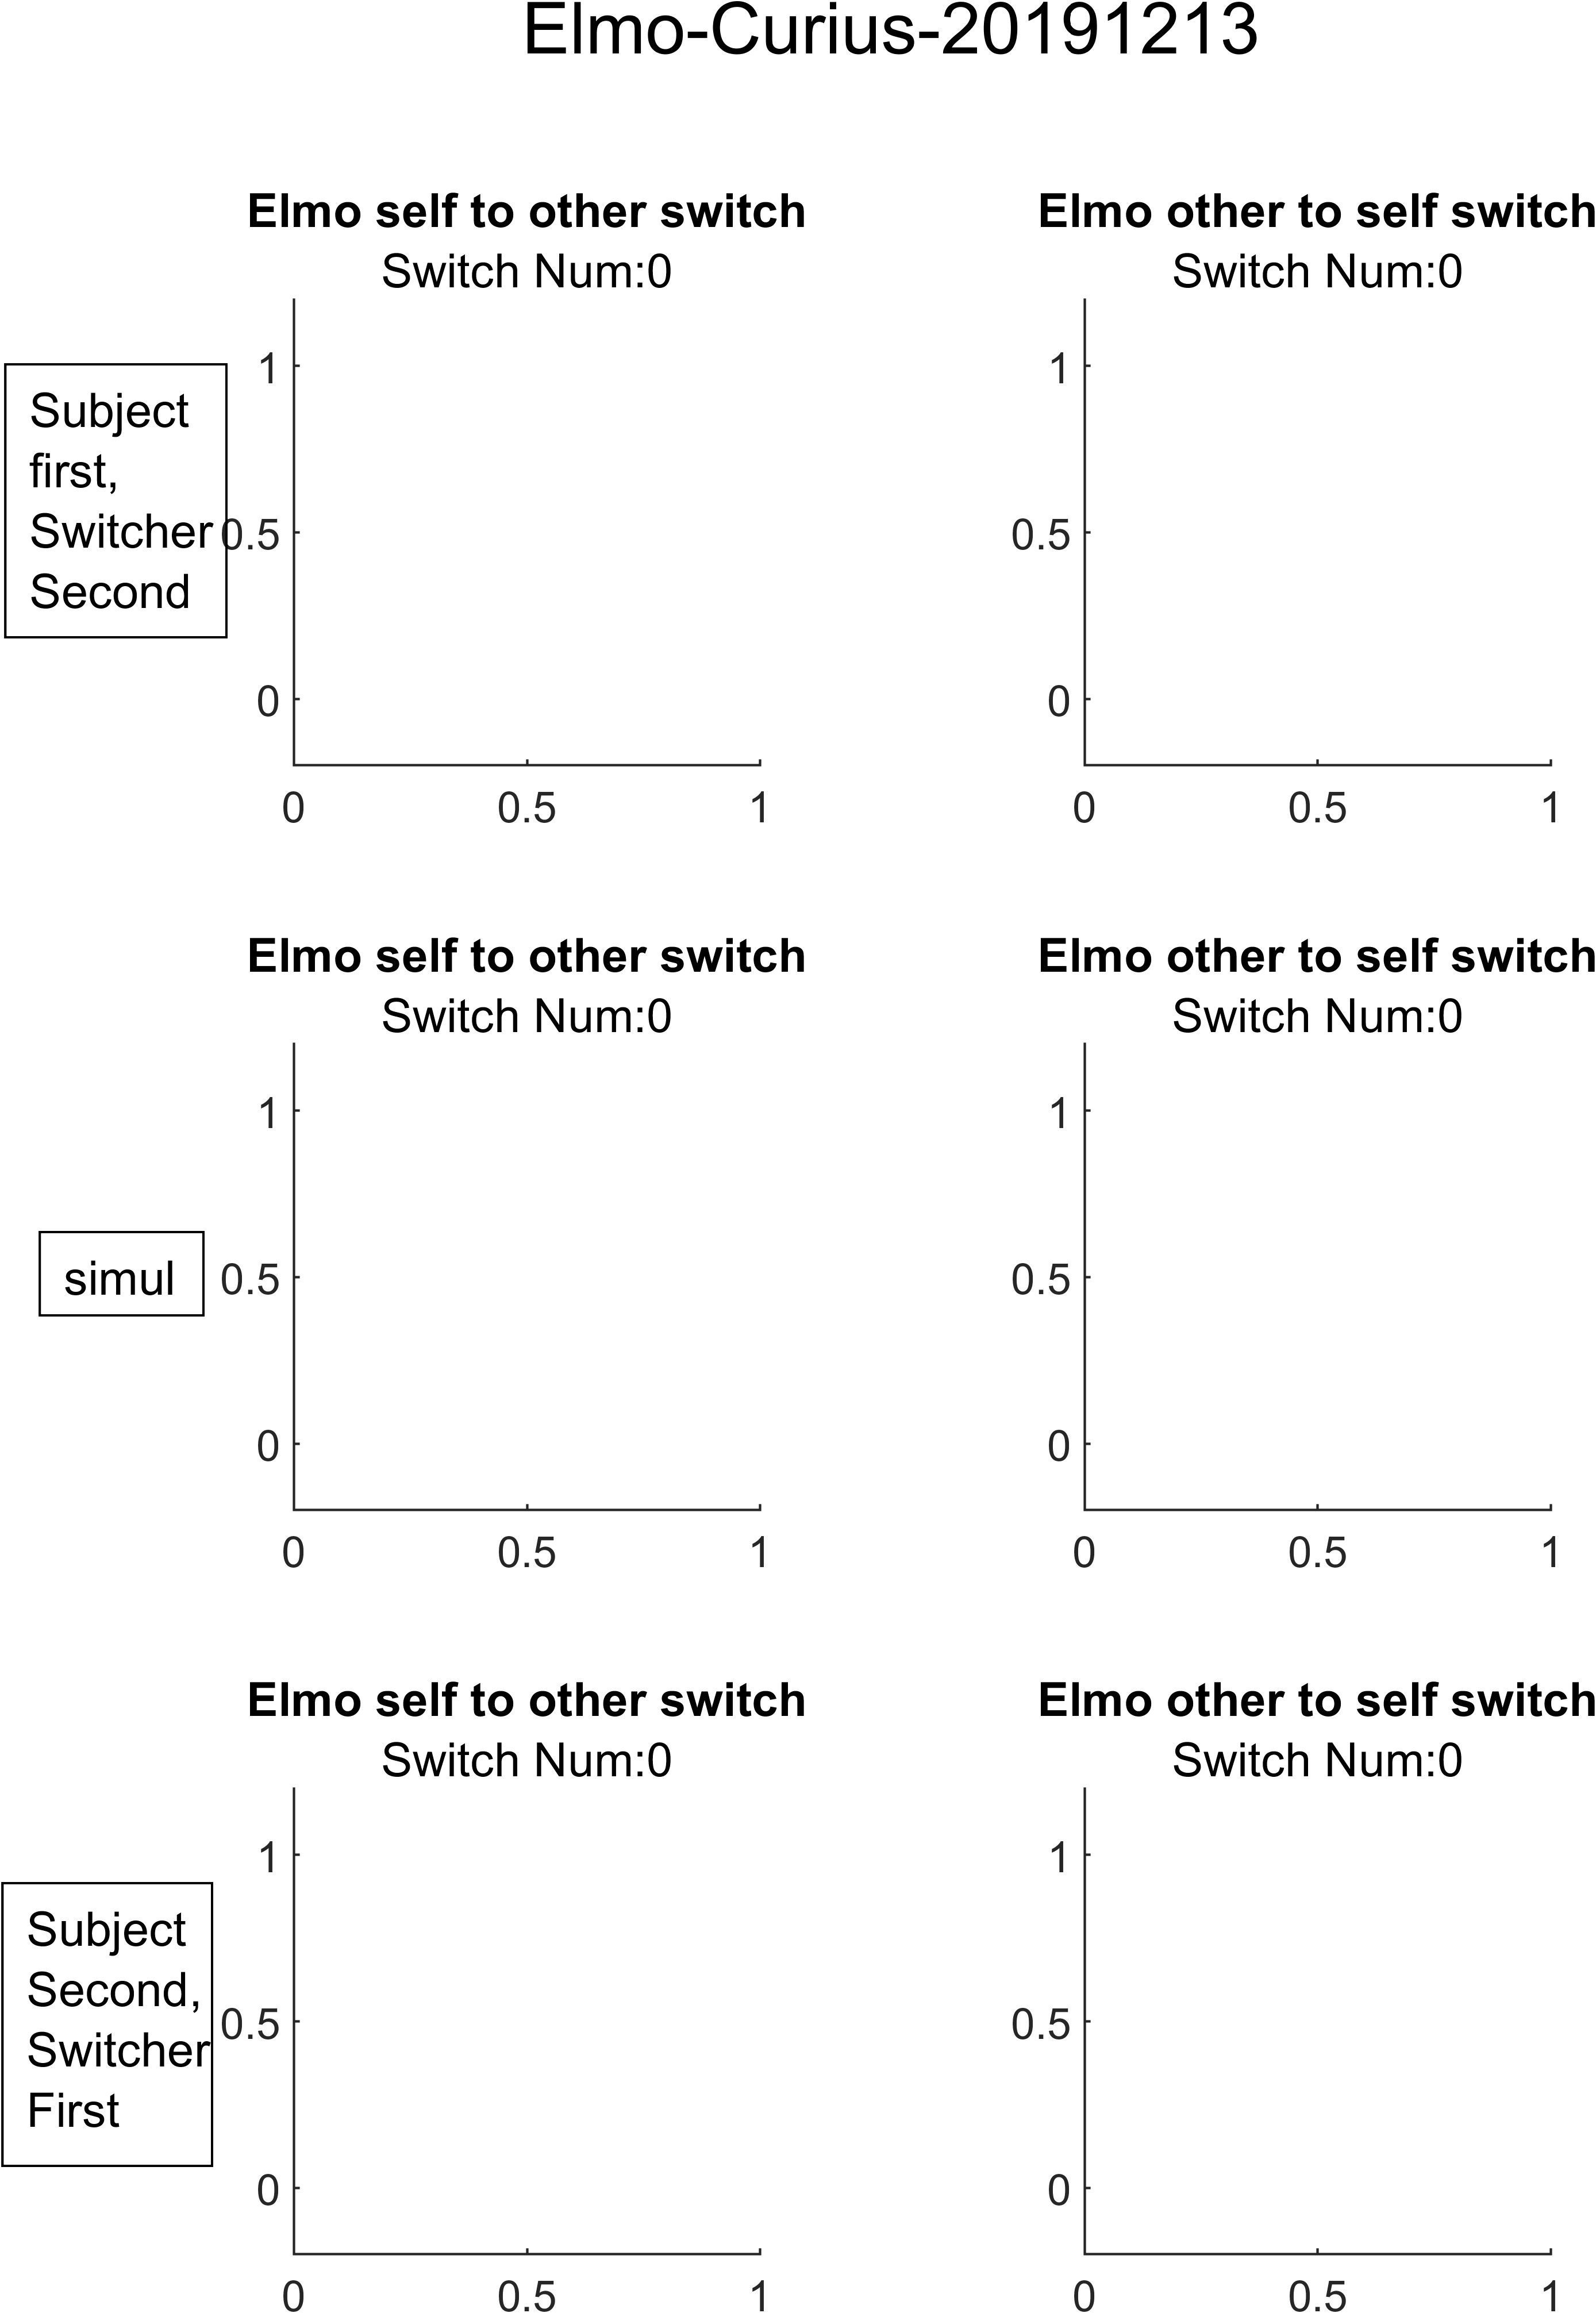 Elmo-Curius-20191213
Elmo self to other switch
Switch Num:0
Elmo other to self switch
Switch Num:0
Subject
first,
Switcher
Second
1
0.5
0
0 0.5 1
1
0.5
0
0 0.5 1
Elmo self to other switch
Switch Num:0
Elmo other to self switch
Switch Num:0
simul
1
0.5
0
0 0.5 1
1
0.5
0
0 0.5 1
Elmo self to other switch
Switch Num:0
Elmo other to self switch
Switch Num:0
Subject
Second,
Switcher
First
1
0.5
0
0 0.5 1
1
0.5
0
0 0.5 1